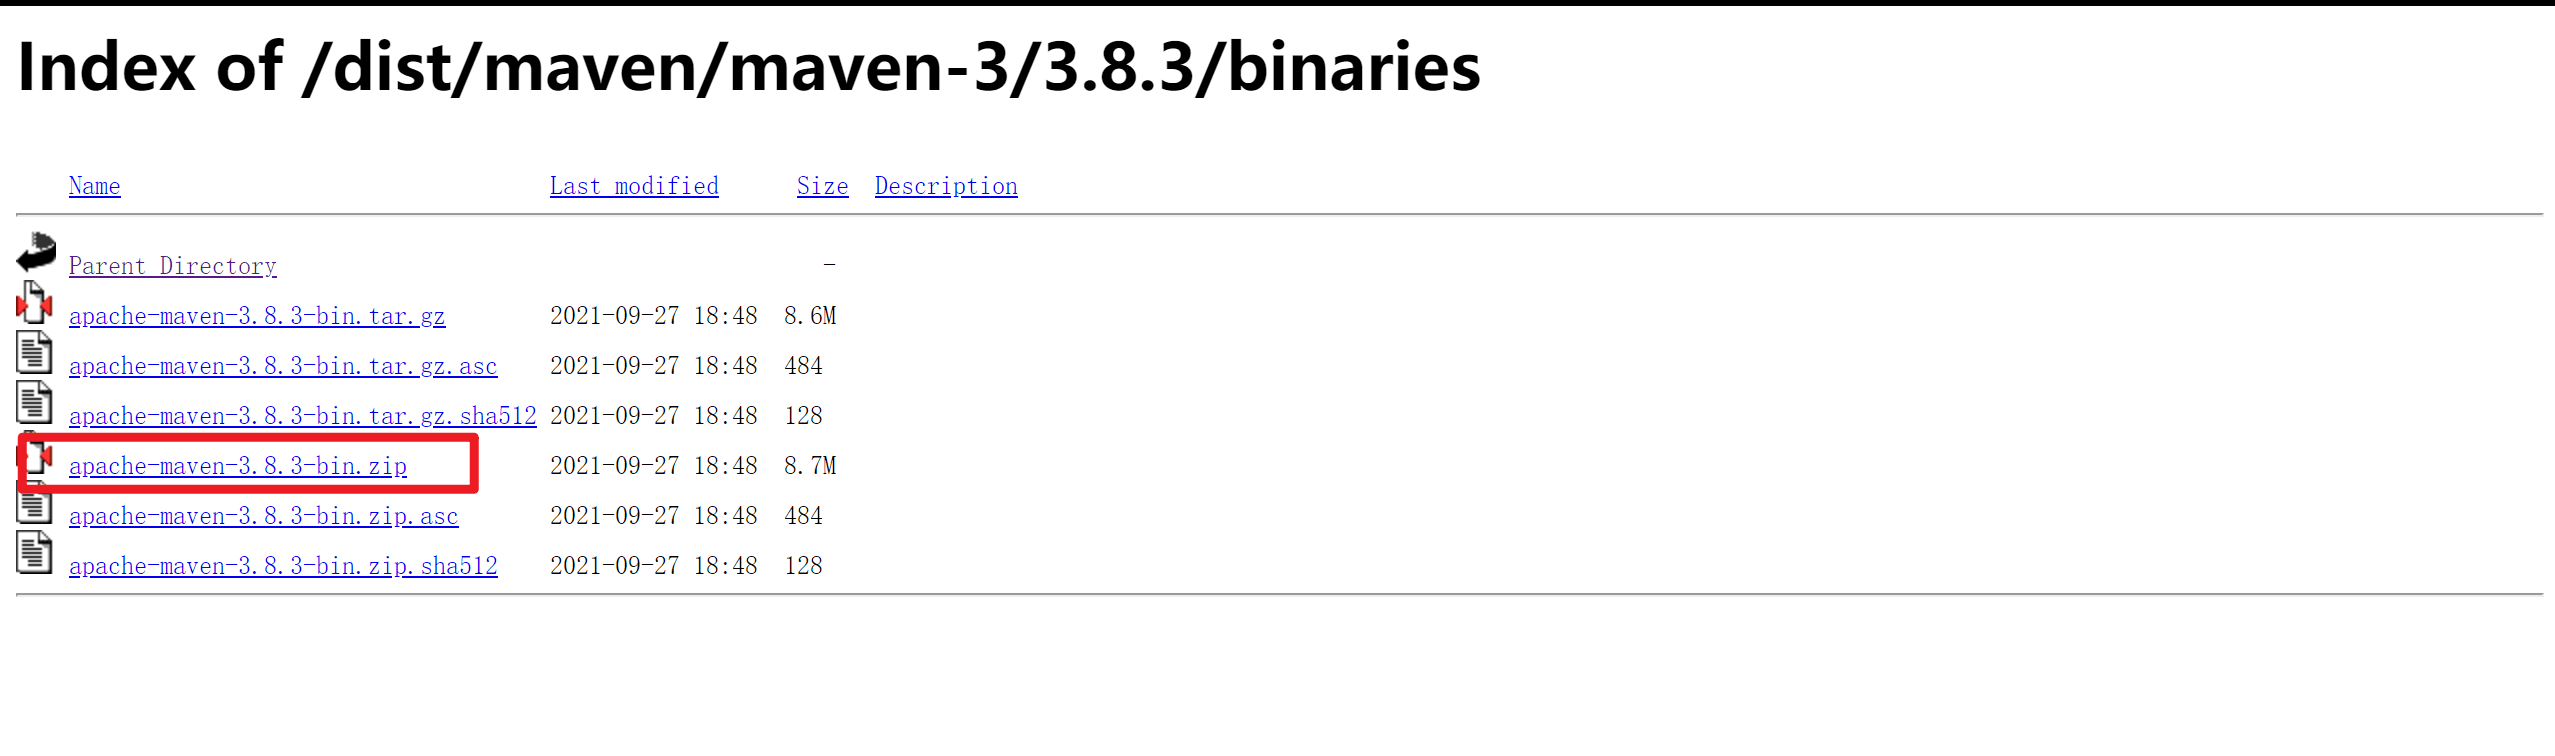 Index of /dist/maven/maven-3/3.8.3/binaries
Name Last modified Size Description
Parent Directory -
apache-maven-3.8.3-bin.tar.gz 2021-09-27 18:48 8.6M
apache-maven-3.8.3-bin.tar.gz.asc 2021-09-27 18:48 484
apache-maven-3.8.3-bin.tar.gz.sha512 2021-09-27 18:48 128
apache-maven-3.8.3-bin.zip 2021-09-27 18:48 8.7M
apache-maven-3.8.3-bin.zip.asc 2021-09-27 18:48 484
apache-maven-3.8.3-bin.zip.sha512 2021-09-27 18:48 128